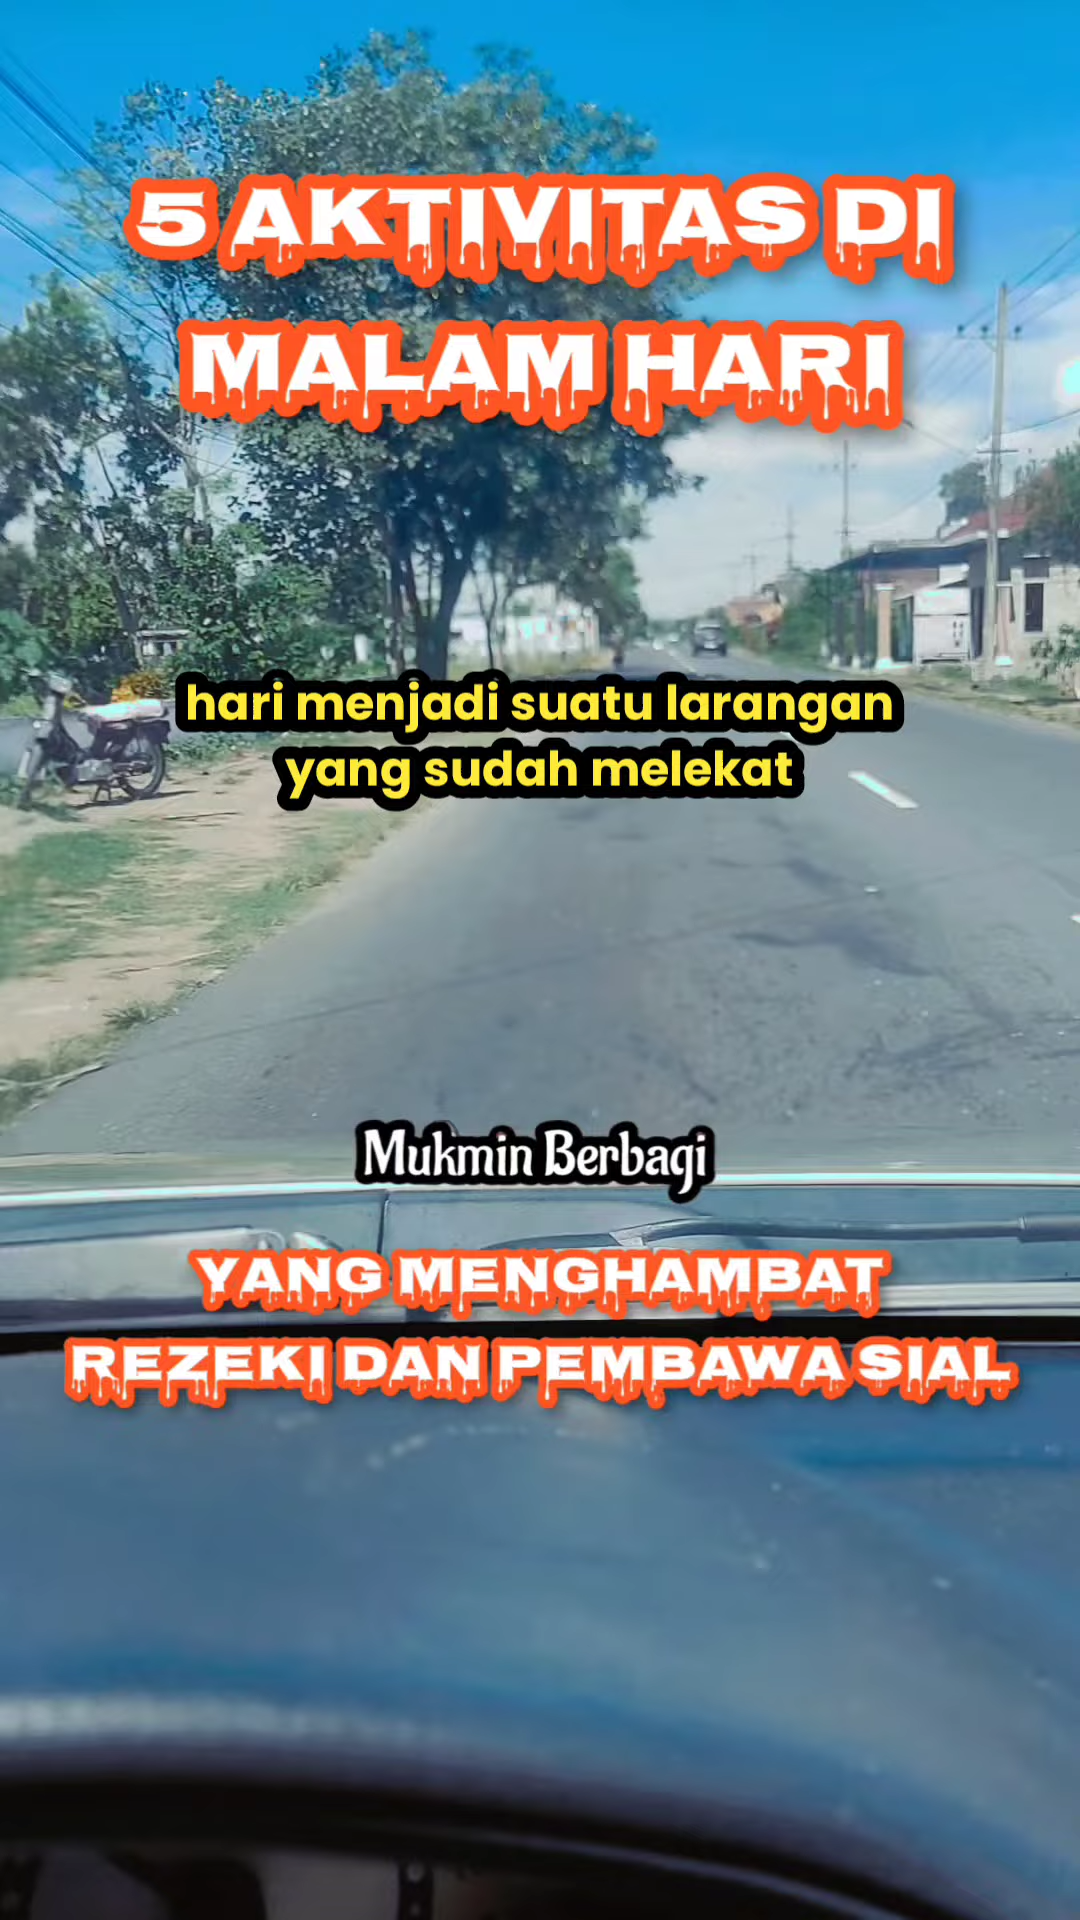 5 AKTIVITAS DI
MALAM HARI
hari menjadi suatu larangan
yang sudah melekat
Mukmin Berbagi
YANG MENGHAMBAT
REZEKI DAN PEMBAWA SIAL